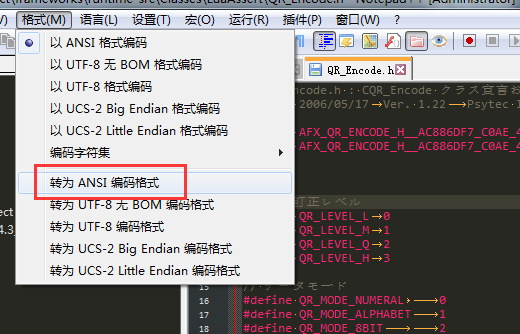 ect\frameworks\runtime-src\Classes\LuaAssert\QR_Encode.h - Notepad++
格式(M) 语言(L) 设置(T) 宏(O) 运行(R) 插件(P) 窗口(W) ?
以 ANSI 格式编码
以 UTF-8 无 BOM 格式编码
以 UTF-8 格式编码
以 UCS-2 Big Endian 格式编码
以 UCS-2 Little Endian 格式编码
编码字符集
转为 ANSI 编码格式
转为 UTF-8 无 BOM 编码格式
转为 UTF-8 编码格式
转为 UCS-2 Big Endian 编码格式
转为 UCS-2 Little Endian 编码格式
ect
4.3_
QR_Encode.h
ncode.h : CQR_Encode クラス宣言お
2006/05/17 Ver. 1.22 Psytec I
AFX_QR_ENCODE_H__AC886DF7_C0AE_4
AFX_QR_ENCODE_H__AC886DF7_C0AE_4
訂正レベル
QR_LEVEL_L 0
QR_LEVEL_M 1
QR_LEVEL_Q 2
QR_LEVEL_H 3
15 // データモード
16 #define QR_MODE_NUMERAL 0
17 #define QR_MODE_ALPHABET 1
18 #define QR_MODE_8BIT 2